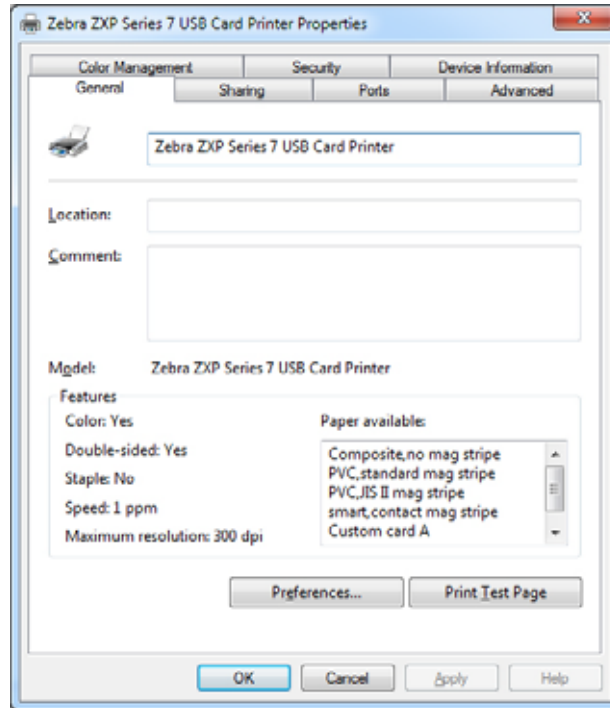 Zebra ZXP Series 7 USB Card Printer Properties
Color Management Security Device Information
General Sharing Ports Advanced
Zebra ZXP Series 7 USB Card Printer
Location:
Comment:
Model: Zebra ZXP Series 7 USB Card Printer
Features
Color: Yes
Double-sided: Yes
Staple: No
Speed: 1 ppm
Maximum resolution: 300 dpi
Paper available:
Composite,no mag stripe
PVC,standard mag stripe
PVC,JIS II mag stripe
smart,contact mag stripe
Custom card A
Preferences... Print Test Page
OK Cancel Apply Help